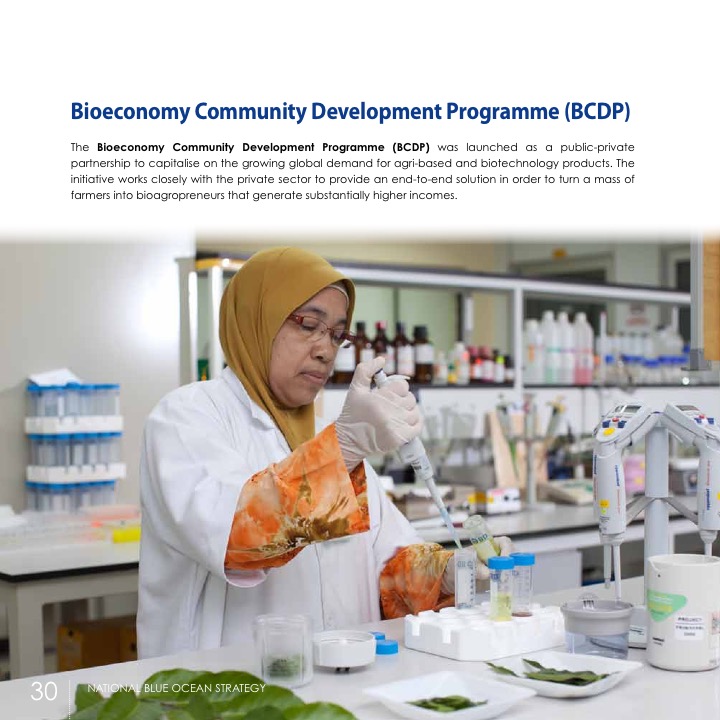 Bioeconomy Community Development Programme (BCDP)
The Bioeconomy Community Development Programme (BCDP) was launched as a public-private
partnership to capitalise on the growing global demand for agri-based and biotechnology products. The
initiative works closely with the private sector to provide an end-to-end solution in order to turn a mass of
farmers into bioagropreneurs that generate substantially higher incomes.
30
NATIONAL BLUE OCEAN STRATEGY